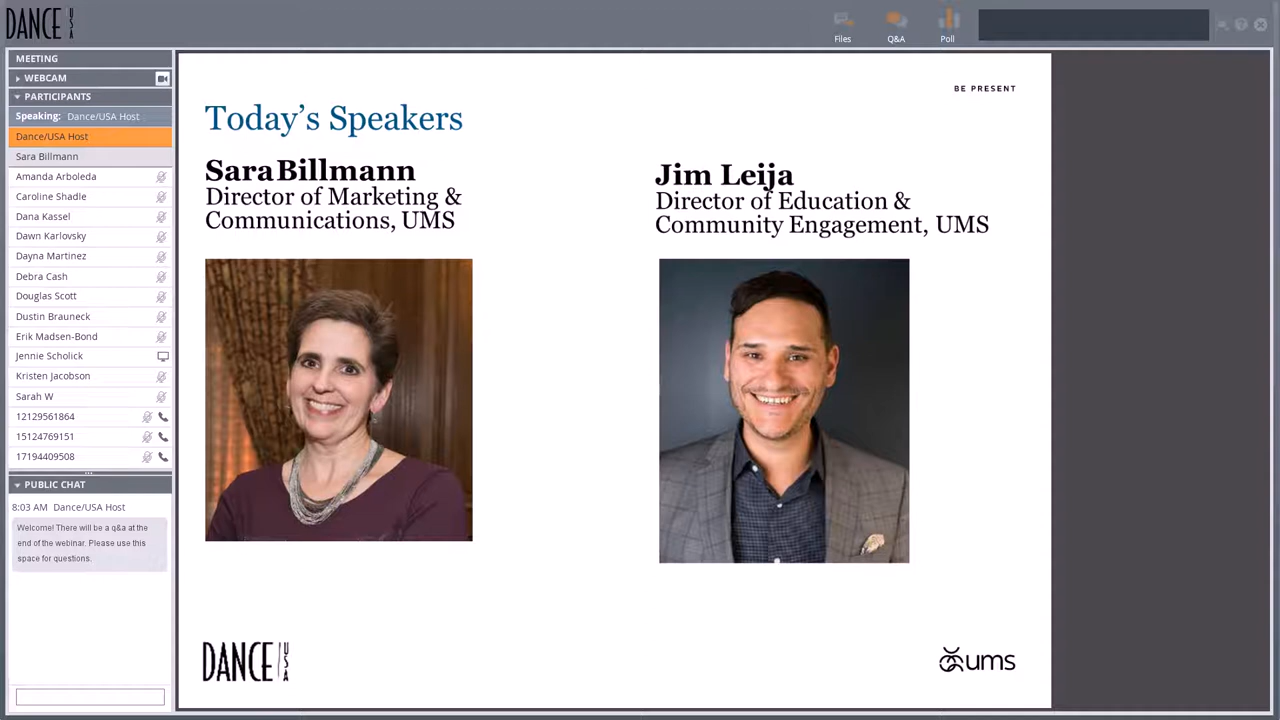 DANCE USA
Files
Q&A
Poll
MEETING
WEBCAM
PARTICIPANTS
Speaking: Dance/USA Host
Dance/USA Host
Sara Billmann
Amanda Arboleda
Caroline Shadle
Dana Kassel
Dawn Karlovsky
Dayna Martinez
Debra Cash
Douglas Scott
Dustin Brauneck
Erik Madsen-Bond
Jennie Scholick
Kristen Jacobson
Sarah W
12129561864
15124769151
17194409508
PUBLIC CHAT
8:03 AM Dance/USA Host
Welcome! There will be a q&a at the
end of the webinar. Please use this
space for questions.
BE PRESENT
Today’s Speakers
Sara Billmann
Director of Marketing &
Communications, UMS
Jim Leija
Director of Education &
Community Engagement, UMS
DANCE/USA
ums